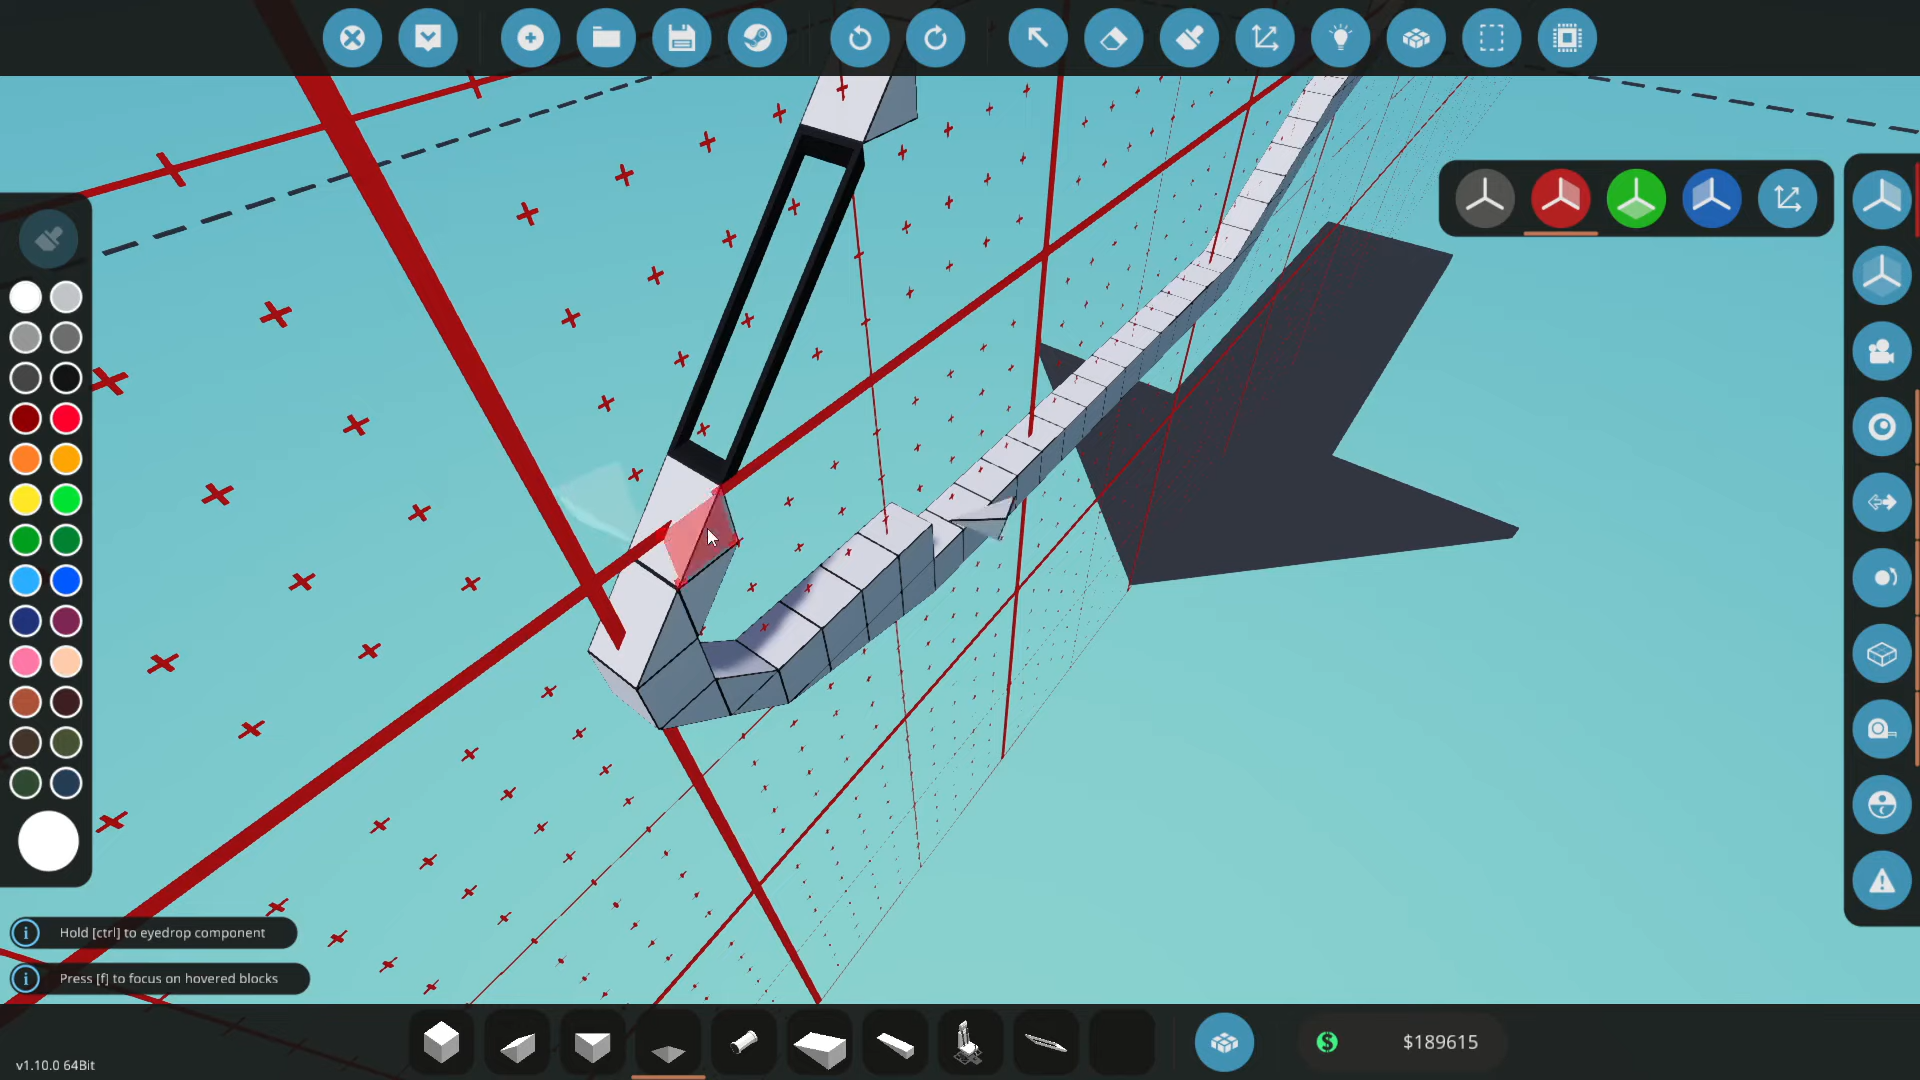 Hold [ctrl] to eyedrop component
Press [f] to focus on hovered blocks
v1.10.0 64Bit
$189615